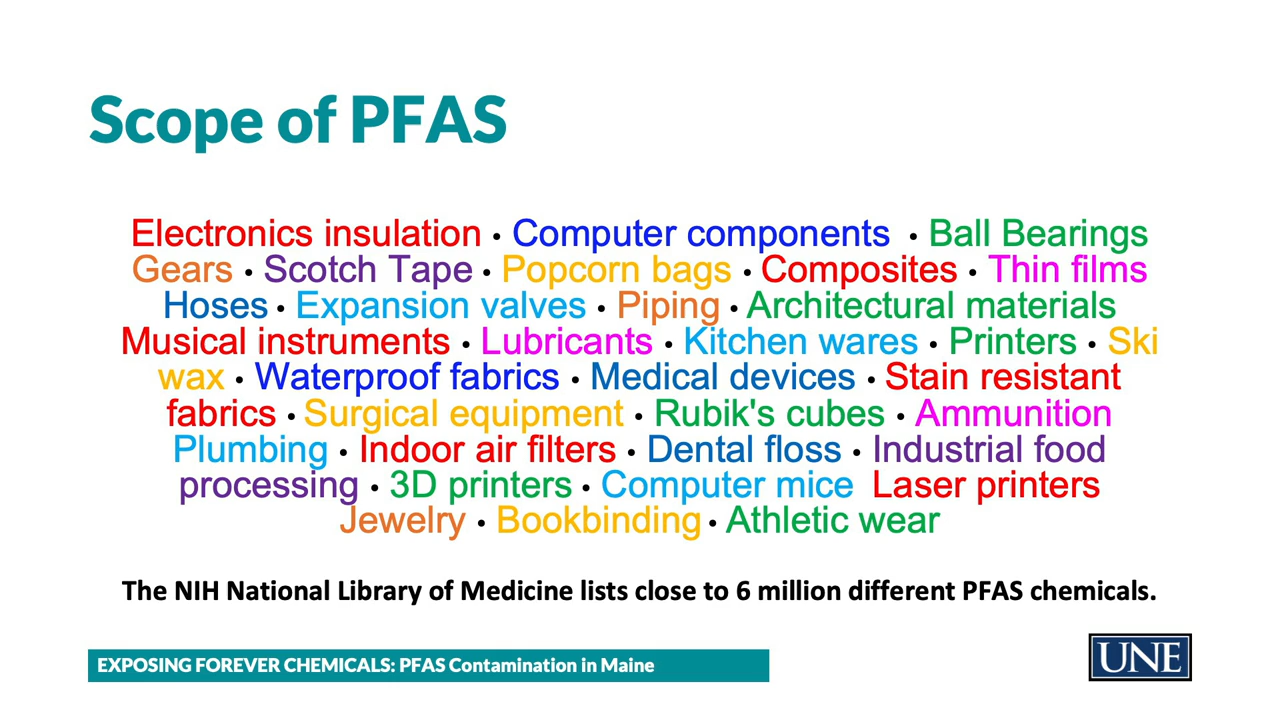 Scope of PFAS
Electronics insulation • Computer components • Ball Bearings
Gears • Scotch Tape • Popcorn bags • Composites • Thin films
Hoses • Expansion valves • Piping • Architectural materials
Musical instruments • Lubricants • Kitchen wares • Printers • Ski
wax • Waterproof fabrics • Medical devices • Stain resistant
fabrics • Surgical equipment • Rubik's cubes • Ammunition
Plumbing • Indoor air filters • Dental floss • Industrial food
processing • 3D printers • Computer mice Laser printers
Jewelry • Bookbinding • Athletic wear
The NIH National Library of Medicine lists close to 6 million different PFAS chemicals.
EXPOSING FOREVER CHEMICALS: PFAS Contamination in Maine
UNE